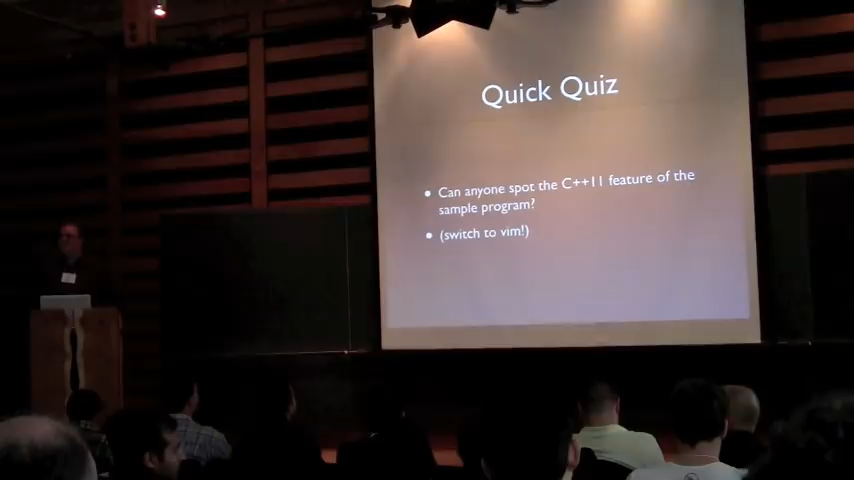 Quick Quiz
• Can anyone spot the C++11 feature of the
sample program?
• (switch to vim!)